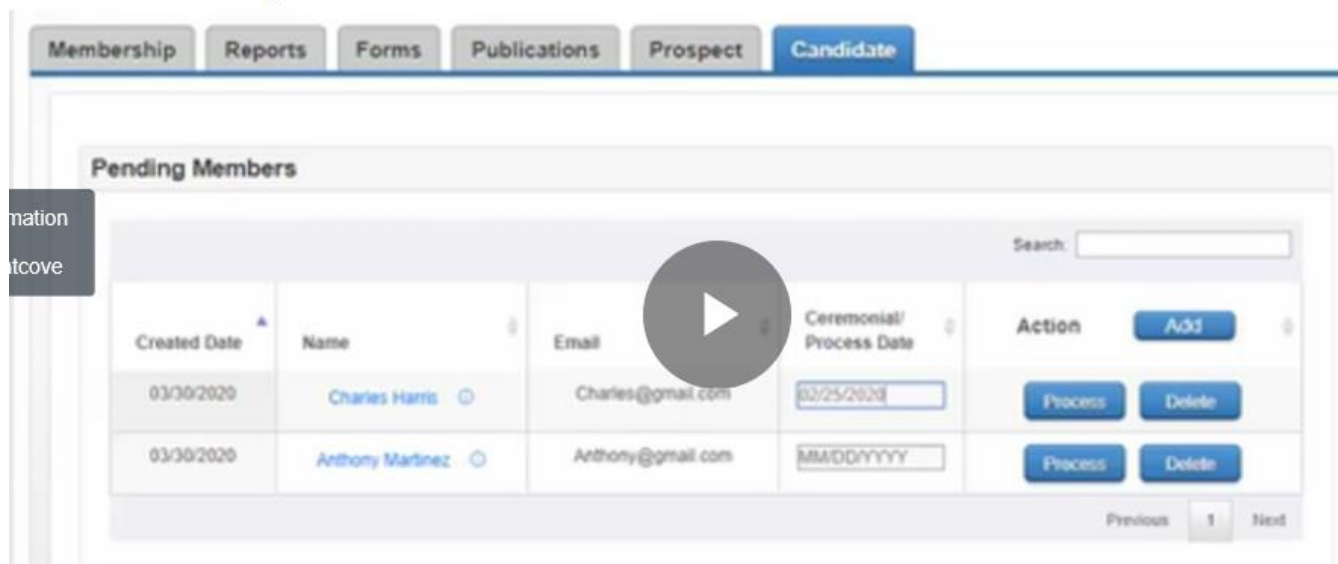 Membership Reports Forms Publications Prospect Candidate
Pending Members
mation
Search:
tcove
Ceremonial/
Action Add
Created Date Name Email Process Date
03/30/2020 Charles Harris Charles@gmail.com 02/25/2020 Process Delete
03/30/2020 Anthony Martinez Anthony@gmail.com MM/DD/YYYY Process Delete
Previous 1 Next